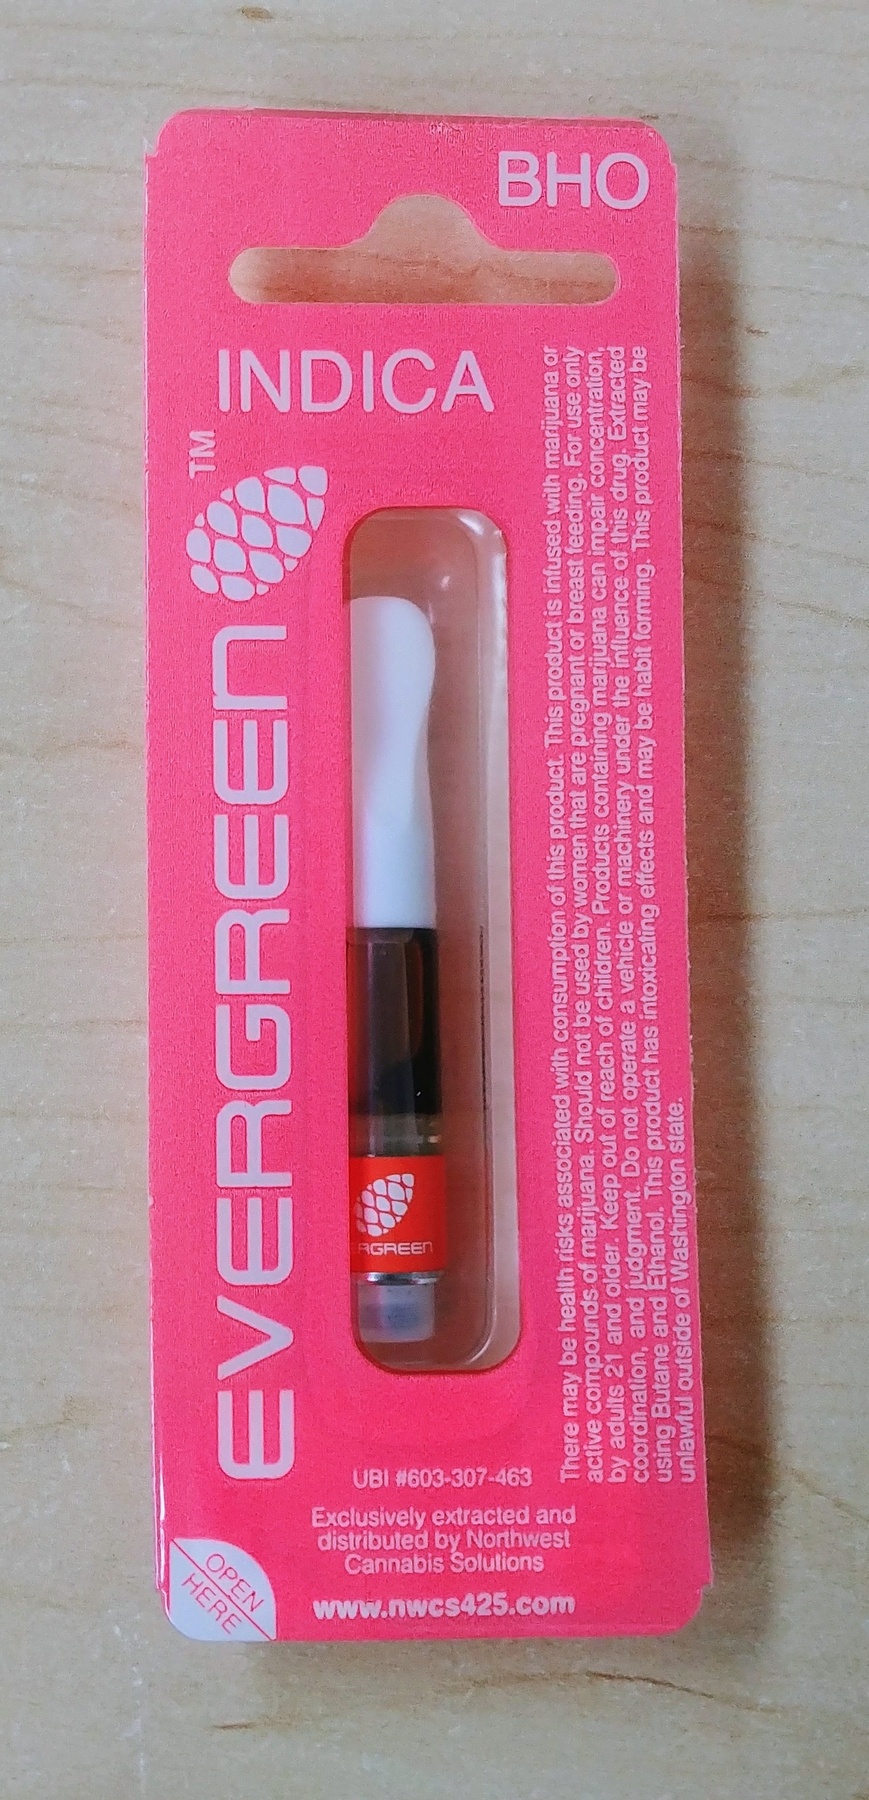 BHO
INDICA
EVERGREEN TM
There may be health risks associated with consumption of this product. This product is infused with marijuana or
active compounds of marijuana. Should not be used by women that are pregnant or breast feeding. For use only
by adults 21 and older. Keep out of reach of children. Products containing marijuana can impair concentration,
coordination, and judgment. Do not operate a vehicle or machinery under the influence of this drug. Extracted
using Butane and Ethanol. This product has intoxicating effects and may be habit forming. This product may be
unlawful outside of Washington state.
ERGREEN
UBI #603-307-463
Exclusively extracted and
distributed by Northwest
Cannabis Solutions
www.nwcs425.com
OPEN
HERE